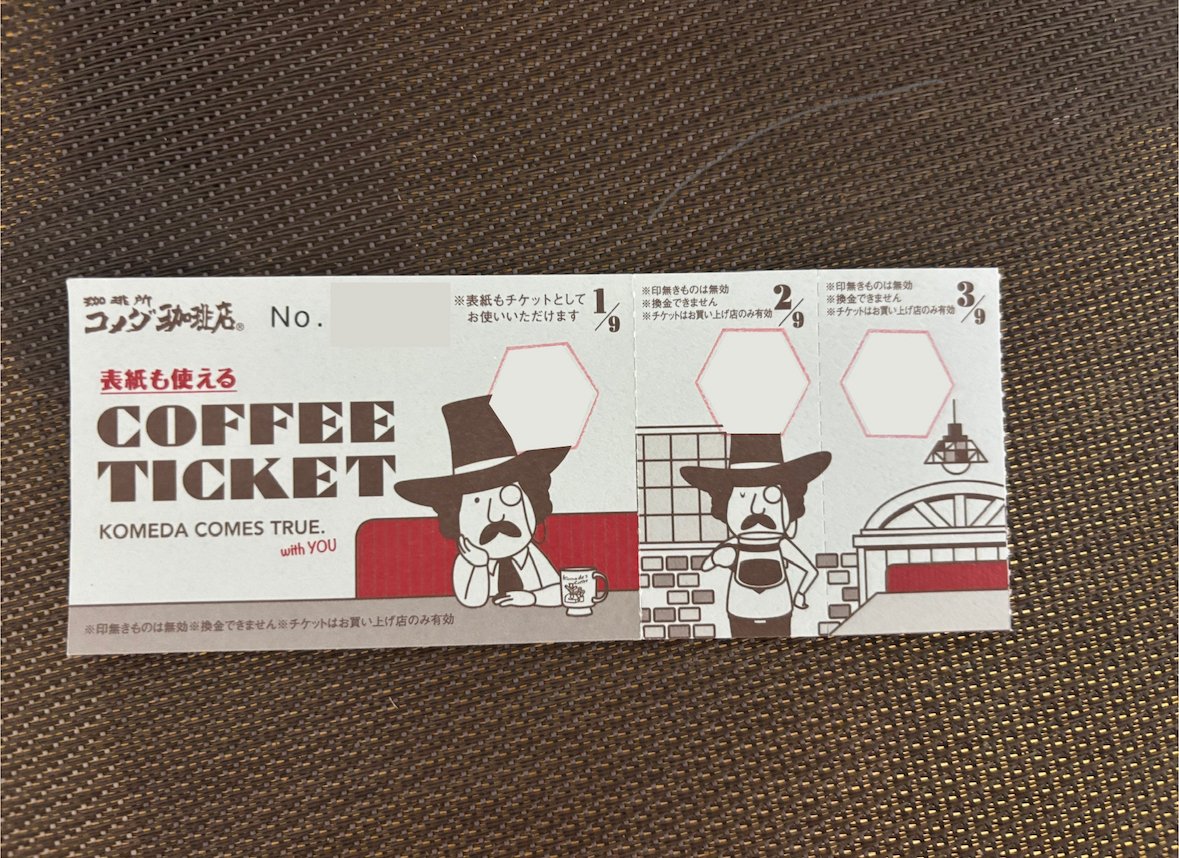 珈琲所
コメダ珈琲店®
No.
※表紙もチケットとして
お使いいただけます
1/9
表紙も使える
COFFEE
TICKET
KOMEDA COMES TRUE.
with YOU
※印無きものは無効※換金できません※チケットはお買い上げ店のみ有効
※印無きものは無効
※換金できません
※チケットはお買い上げ店のみ有効
2/9
※印無きものは無効
※換金できません
※チケットはお買い上げ店のみ有効
3/9
Komeda's
Coffee